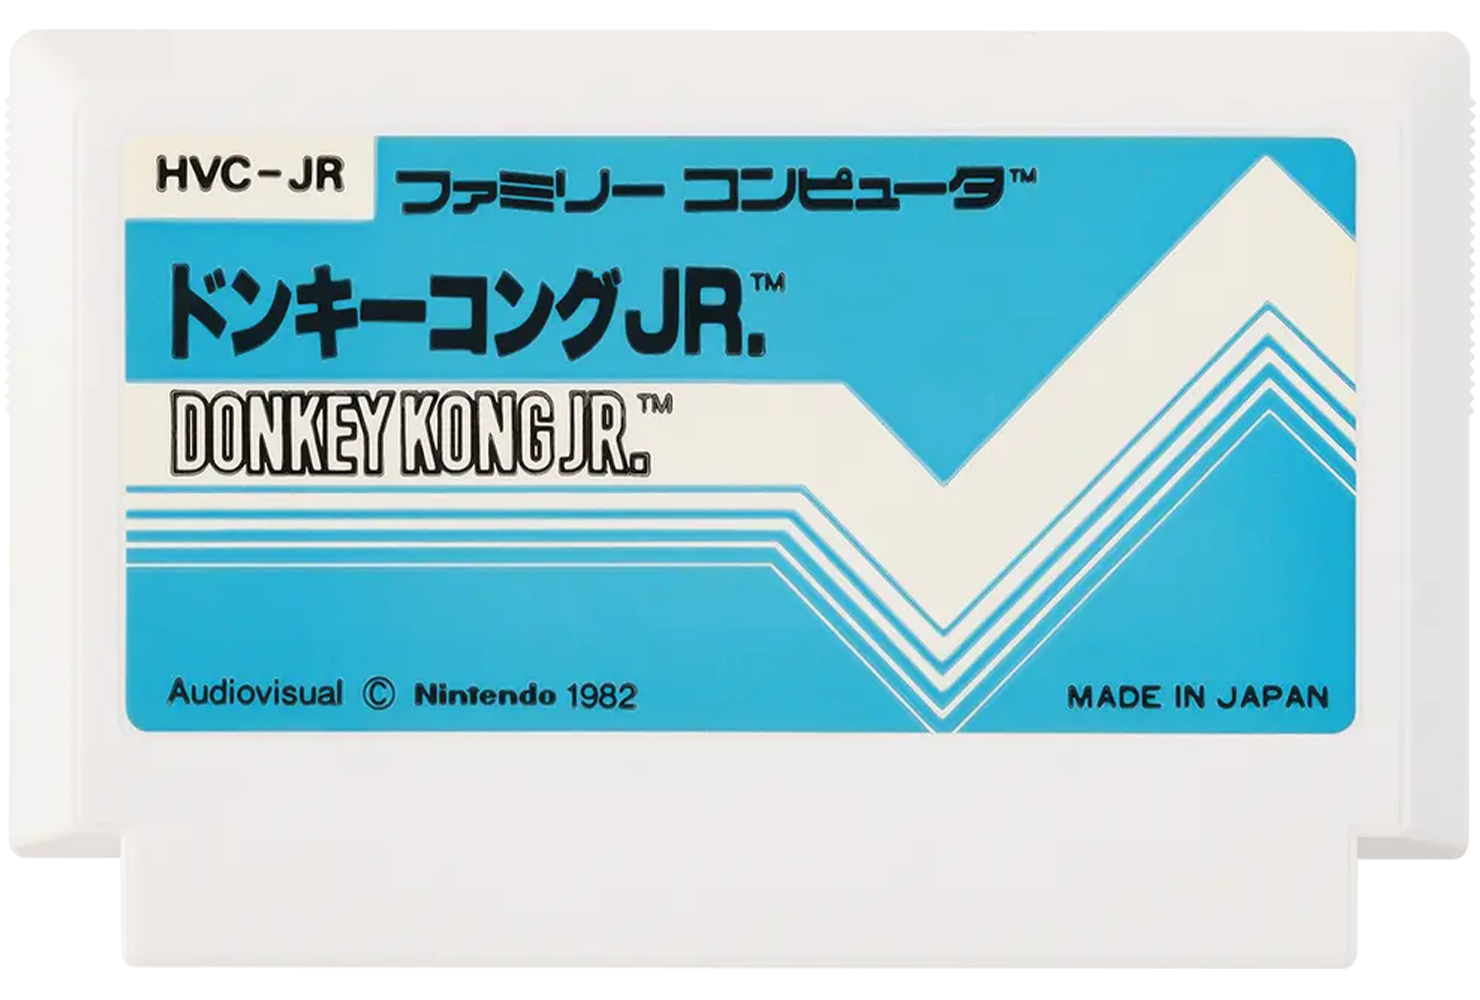 HVC-JR
ファミリー コンピュータ™
ドンキーコングJR.™
DONKEY KONG JR.™
Audiovisual © Nintendo 1982
MADE IN JAPAN